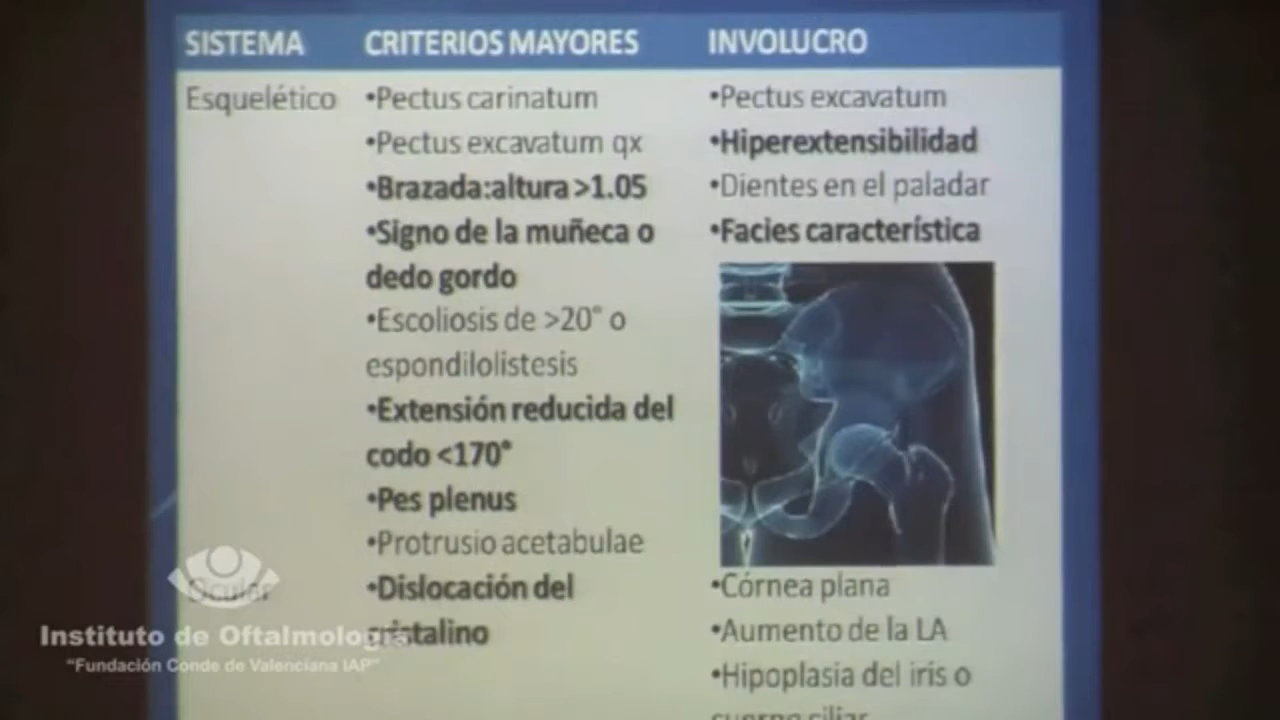 SISTEMA CRITERIOS MAYORES INVOLUCRO
Esquelético •Pectus carinatum •Pectus excavatum
•Pectus excavatum qx •Hiperextensibilidad
•Brazada:altura >1.05 •Dientes en el paladar
•Signo de la muñeca o •Facies característica
dedo gordo
•Escoliosis de >20° o
espondilolistesis
•Extensión reducida del
codo <170°
•Pes plenus
•Protrusio acetabulae
Ocular •Dislocación del •Córnea plana
cristalino •Aumento de la LA
•Hipoplasia del iris o
cuerpo ciliar
Instituto de Oftalmología
"Fundación Conde de Valenciana IAP"